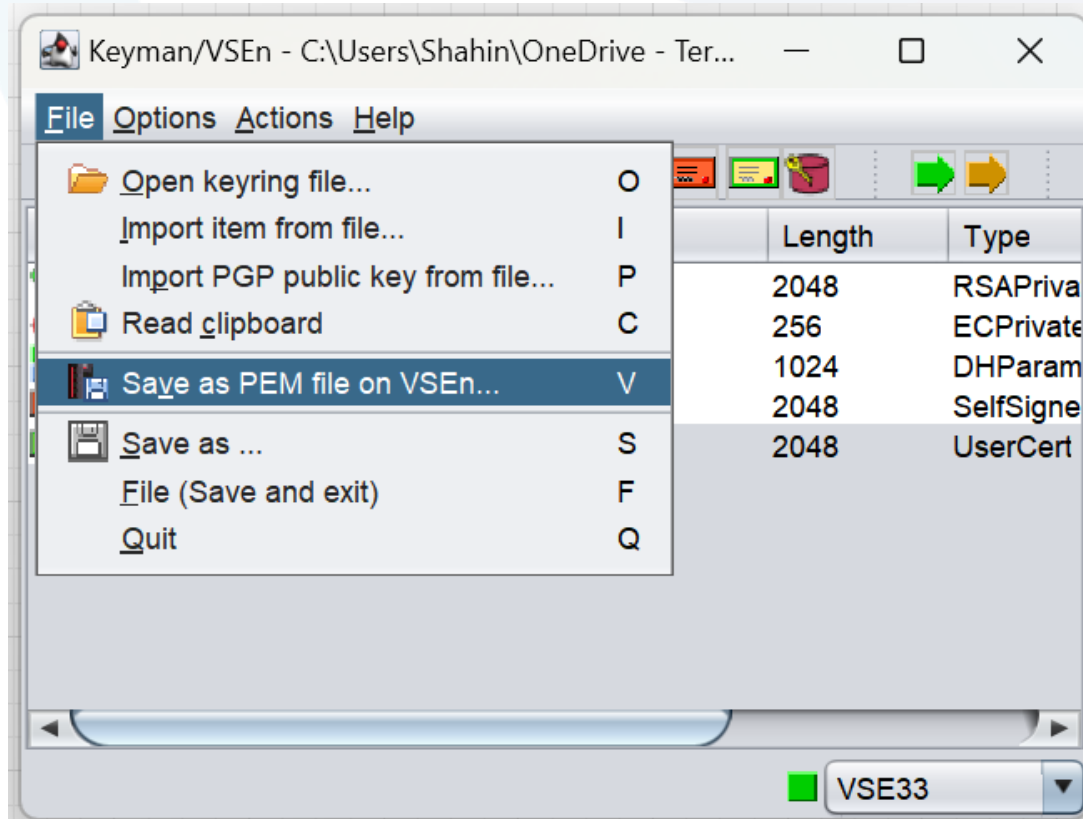 Keyman/VSEn - C:\Users\Shahin\OneDrive - Ter...
File Options Actions Help
Open keyring file... O
Import item from file... I
Import PGP public key from file... P
Read clipboard C
Save as PEM file on VSEn... V
Save as ... S
File (Save and exit) F
Quit Q
Length Type
2048 RSAPriva
256 ECPrivate
1024 DHParam
2048 SelfSigne
2048 UserCert
VSE33